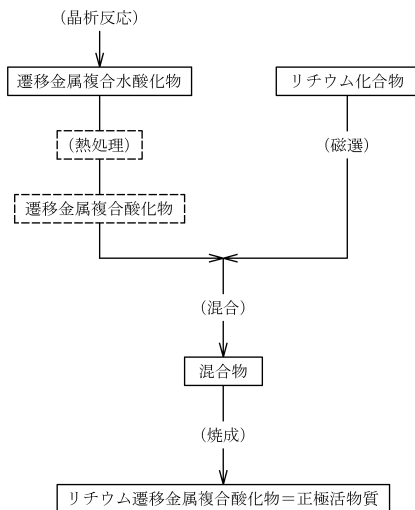 (晶析反応)
遷移金属複合水酸化物
リチウム化合物
(熱処理)
(磁選)
遷移金属複合酸化物
(混合)
混合物
(焼成)
リチウム遷移金属複合酸化物=正極活物質